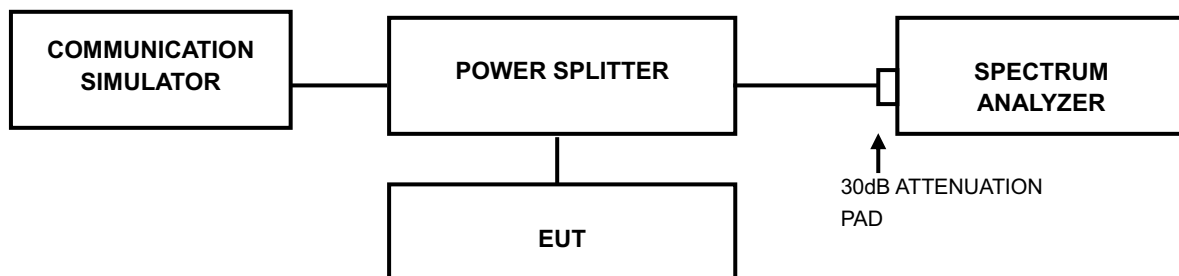 COMMUNICATION
SIMULATOR
POWER SPLITTER
SPECTRUM
ANALYZER
30dB ATTENUATION
PAD
EUT